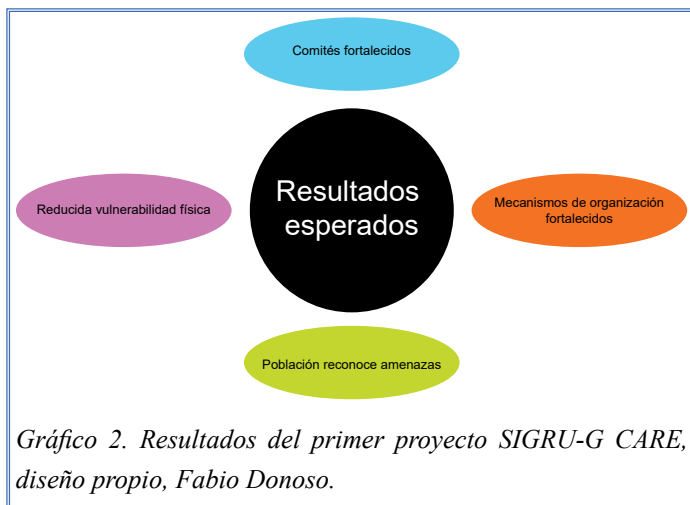 Comités fortalecidos
Reducida vulnerabilidad física
Resultados
esperados
Mecanismos de organización
fortalecidos
Población reconoce amenazas
Gráfico 2. Resultados del primer proyecto SIGRU-G CARE,
diseño propio, Fabio Donoso.